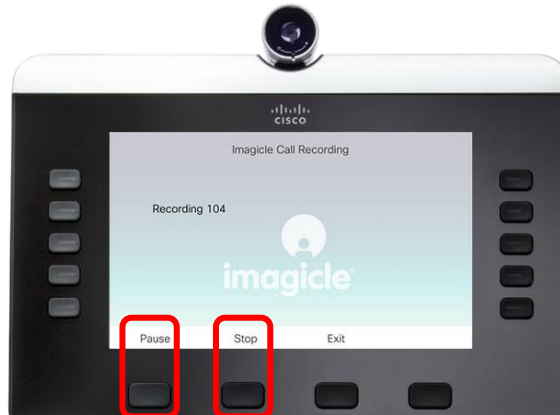 CISCO
Imagicle Call Recording
Recording 104
imagicle
Pause Stop Exit